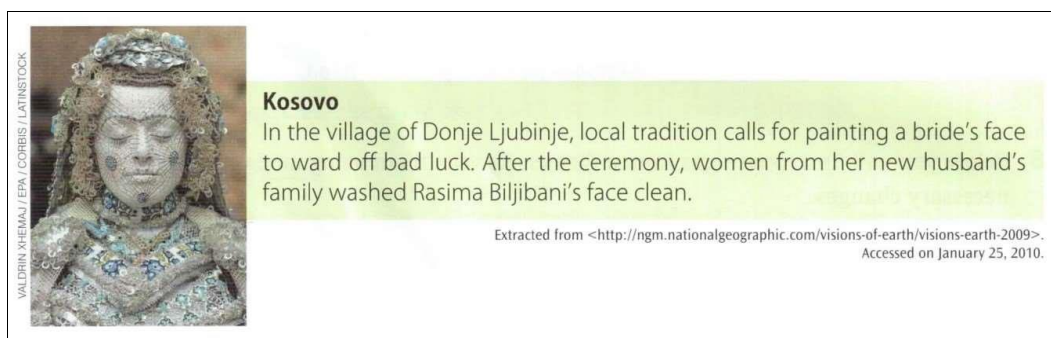 VALDRIN XHEMAJ / EPA / CORBIS / LATINSTOCK
Kosovo
In the village of Donje Ljubinje, local tradition calls for painting a bride's face
to ward off bad luck. After the ceremony, women from her new husband's
family washed Rasima Biljibani's face clean.
Extracted from <http://ngm.nationalgeographic.com/visions-of-earth/visions-earth-2009>.
Accessed on January 25, 2010.